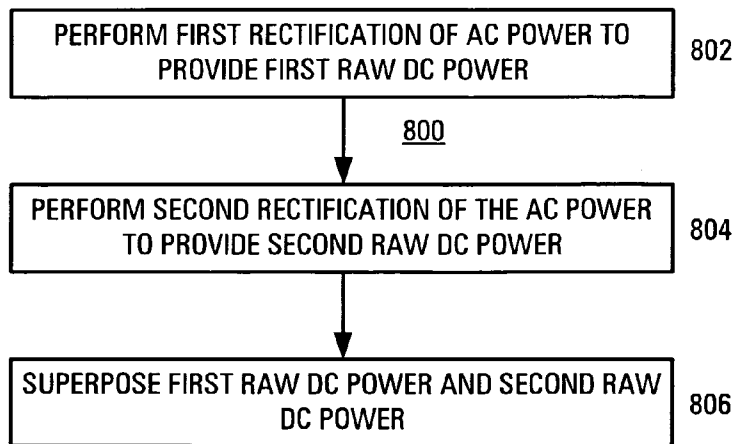 PERFORM FIRST RECTIFICATION OF AC POWER TO
PROVIDE FIRST RAW DC POWER
802
800
PERFORM SECOND RECTIFICATION OF THE AC POWER
TO PROVIDE SECOND RAW DC POWER
804
SUPERPOSE FIRST RAW DC POWER AND SECOND RAW
DC POWER
806